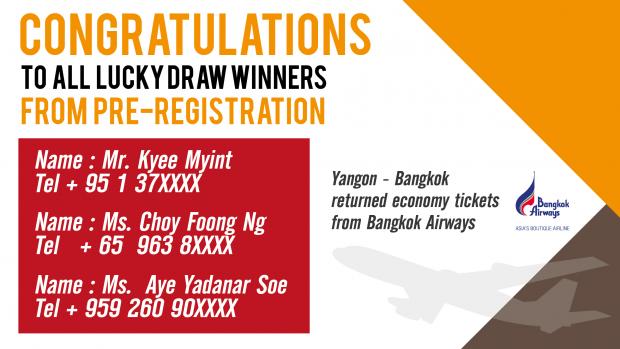 CONGRATULATIONS
TO ALL LUCKY DRAW WINNERS
FROM PRE-REGISTRATION
Name : Mr. Kyee Myint
Tel + 95 1 37XXXX
Name : Ms. Choy Foong Ng
Tel + 65 963 8XXXX
Name : Ms. Aye Yadanar Soe
Tel + 959 260 90XXXX
Yangon - Bangkok
returned economy tickets
from Bangkok Airways
Bangkok
Airways
ASIA'S BOUTIQUE AIRLINE